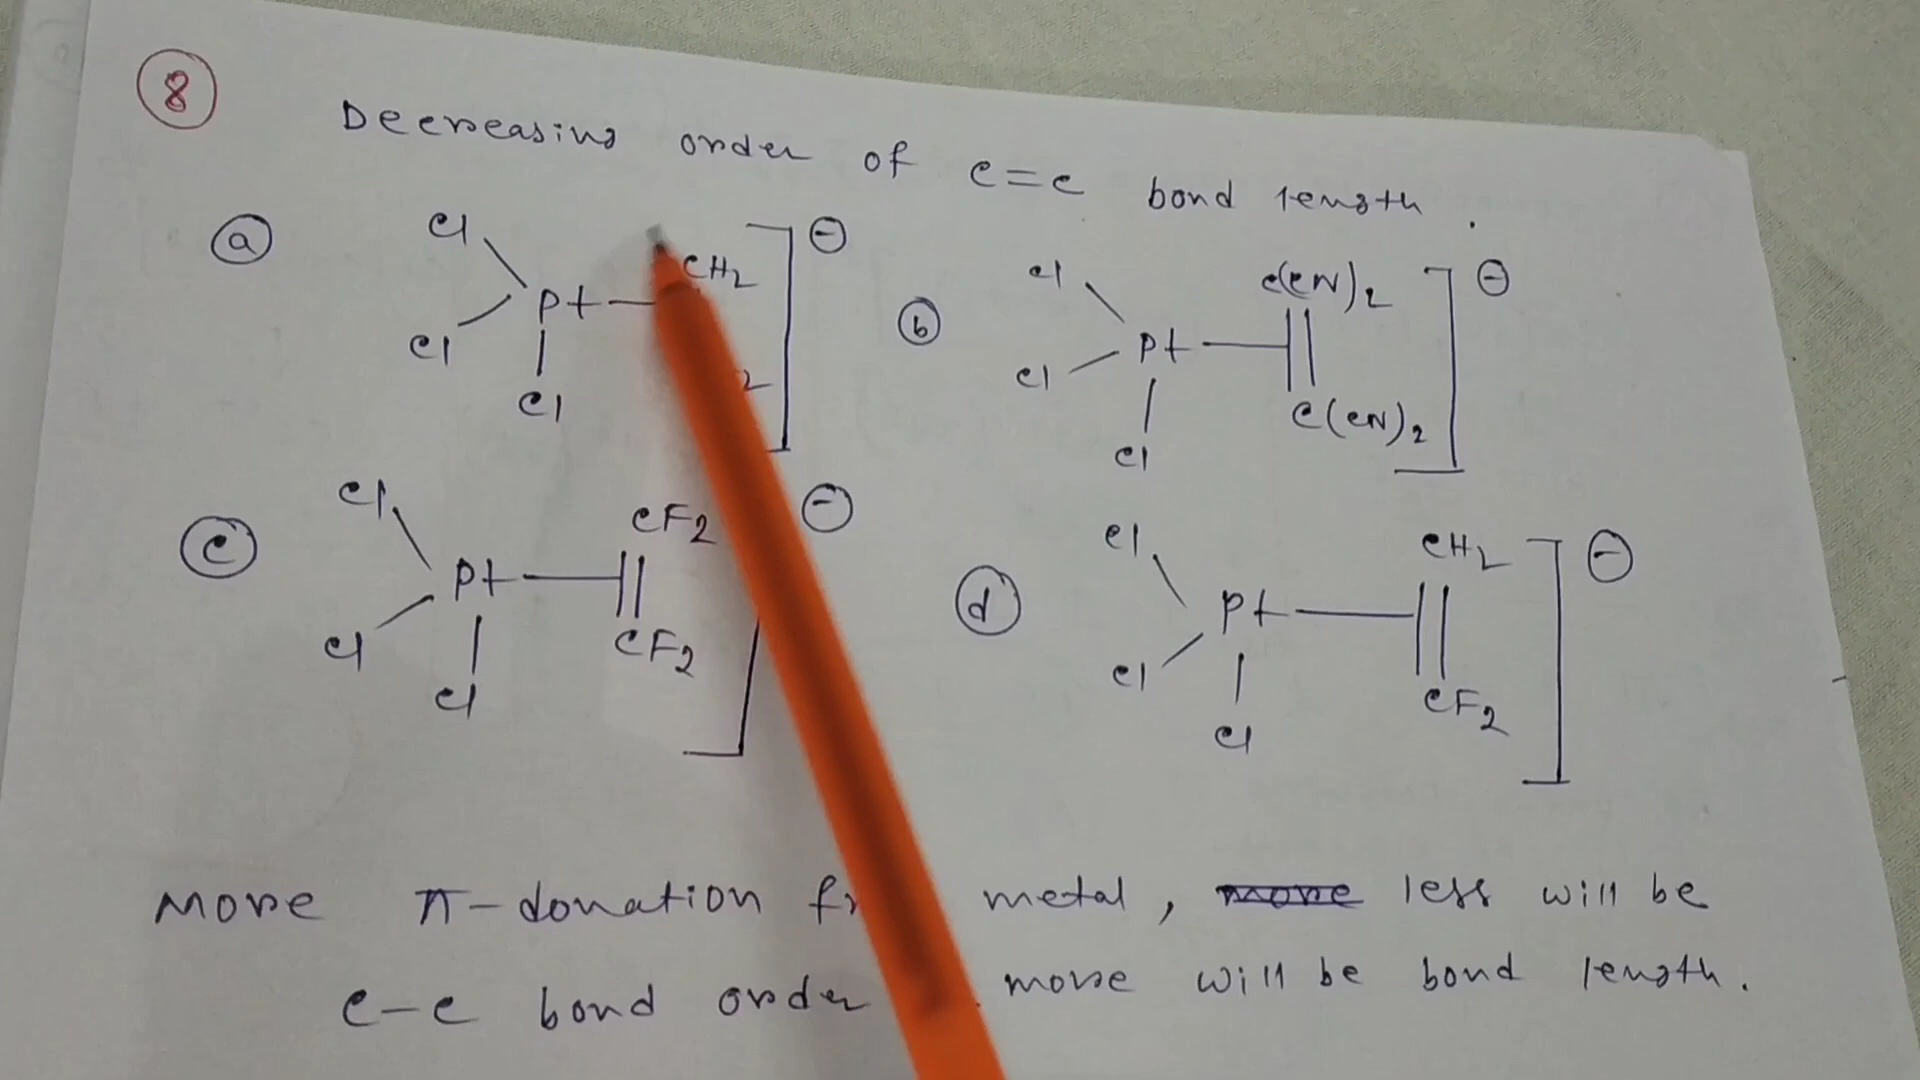 8
Decreasing order of c=c bond length.
a
Cl
Pt
CH2
Cl
2
Cl
⊖
b
Cl
Pt
C(CN)2
Cl
C(CN)2
Cl
⊖
c
Cl
Pt
CF2
Cl
CF2
Cl
⊖
d
Cl
Pt
CH2
Cl
CF2
Cl
⊖
More π-donation metal, more less will be
c-c bond order more will be bond length.